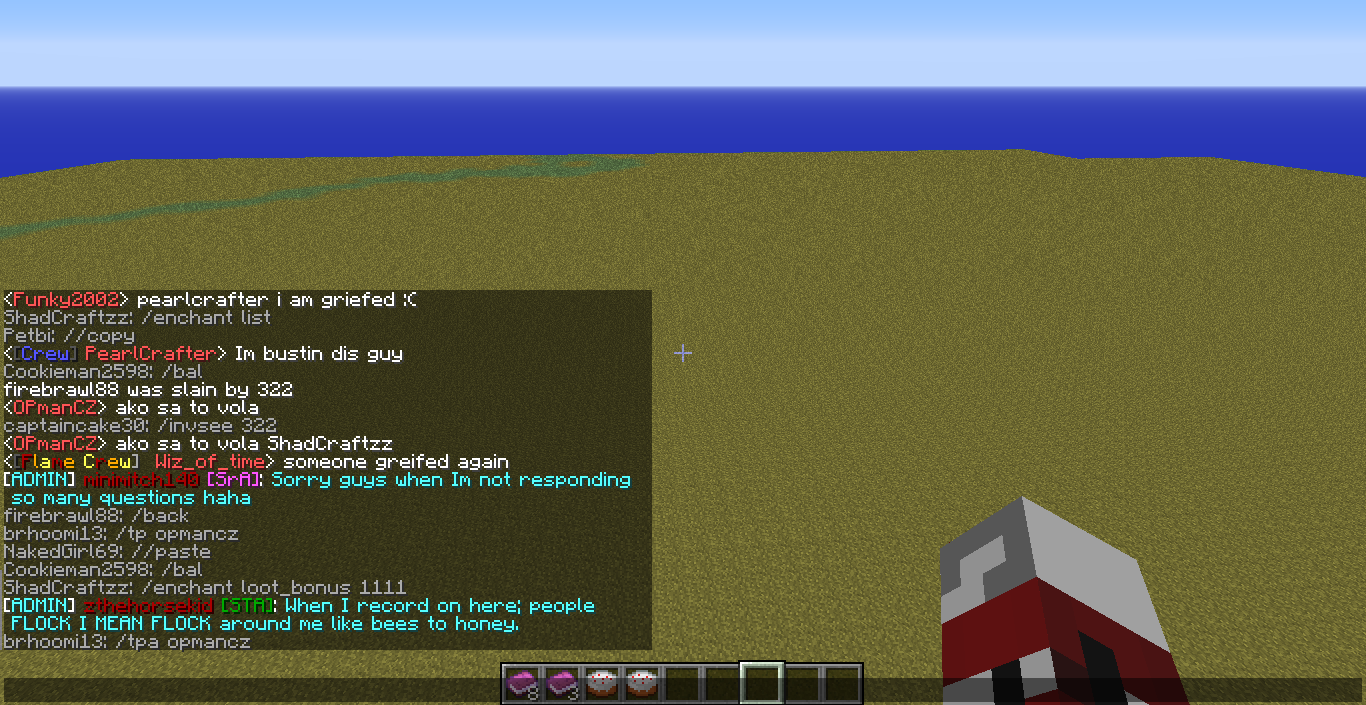 <Funky2002> pearlcrafter i am griefed :(
ShadCraftzz: /enchant list
Petbi: //copy
<[Crew] PearlCrafter> Im bustin dis guy
Cookieman2598: /bal
firebrawl88 was slain by 322
<OPmanCZ> ako sa to vola
captaincake30: /invsee 322
<OPmanCZ> ako sa to vola ShadCraftzz
<[Flame Crew] Wiz_of_time> someone greifed again
[ADMIN] minimitch140 [SrA]: Sorry guys when Im not responding
so many questions haha
firebrawl88: /back
brhoomi13: /tp opmancz
NakedGirl69: //paste
Cookieman2598: /bal
ShadCraftzz: /enchant loot_bonus 1111
[ADMIN] zthehorsekid [STA]: When I record on here; people
FLOCK I MEAN FLOCK around me like bees to honey.
brhoomi13: /tpa opmancz
8 3